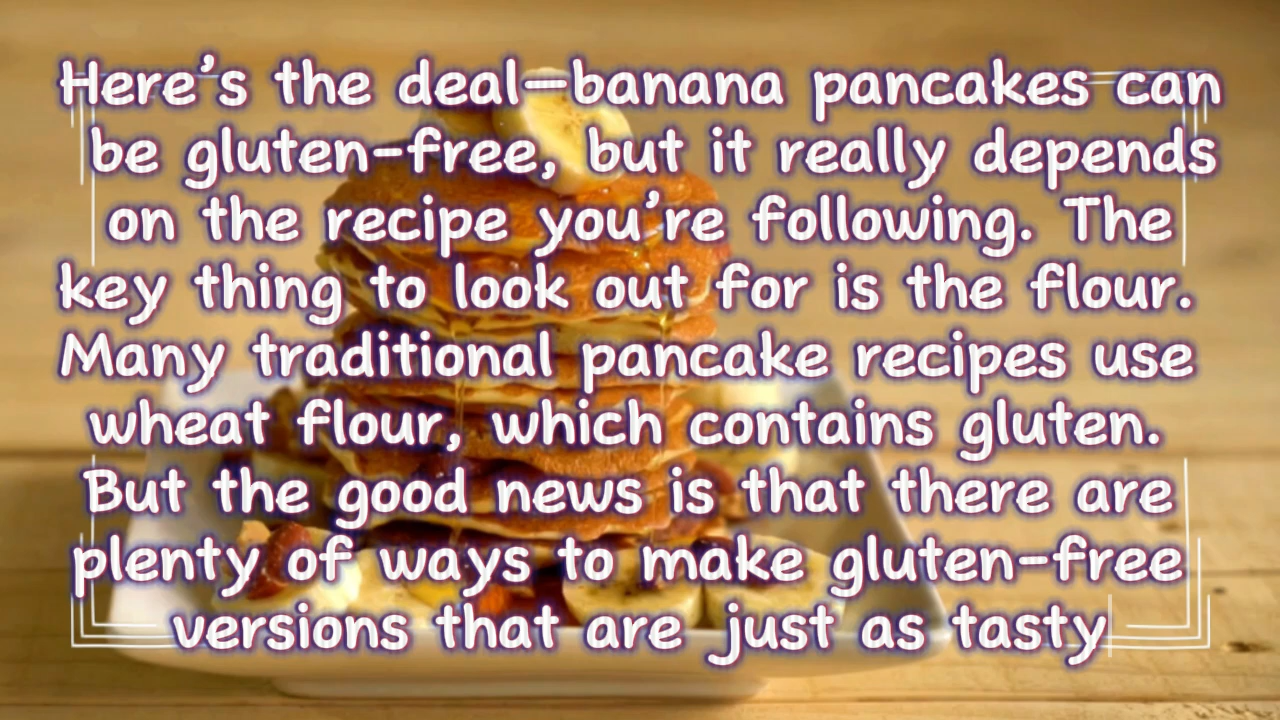 Here’s the deal—banana pancakes can
be gluten-free, but it really depends
on the recipe you’re following. The
key thing to look out for is the flour.
Many traditional pancake recipes use
wheat flour, which contains gluten.
But the good news is that there are
plenty of ways to make gluten-free
versions that are just as tasty